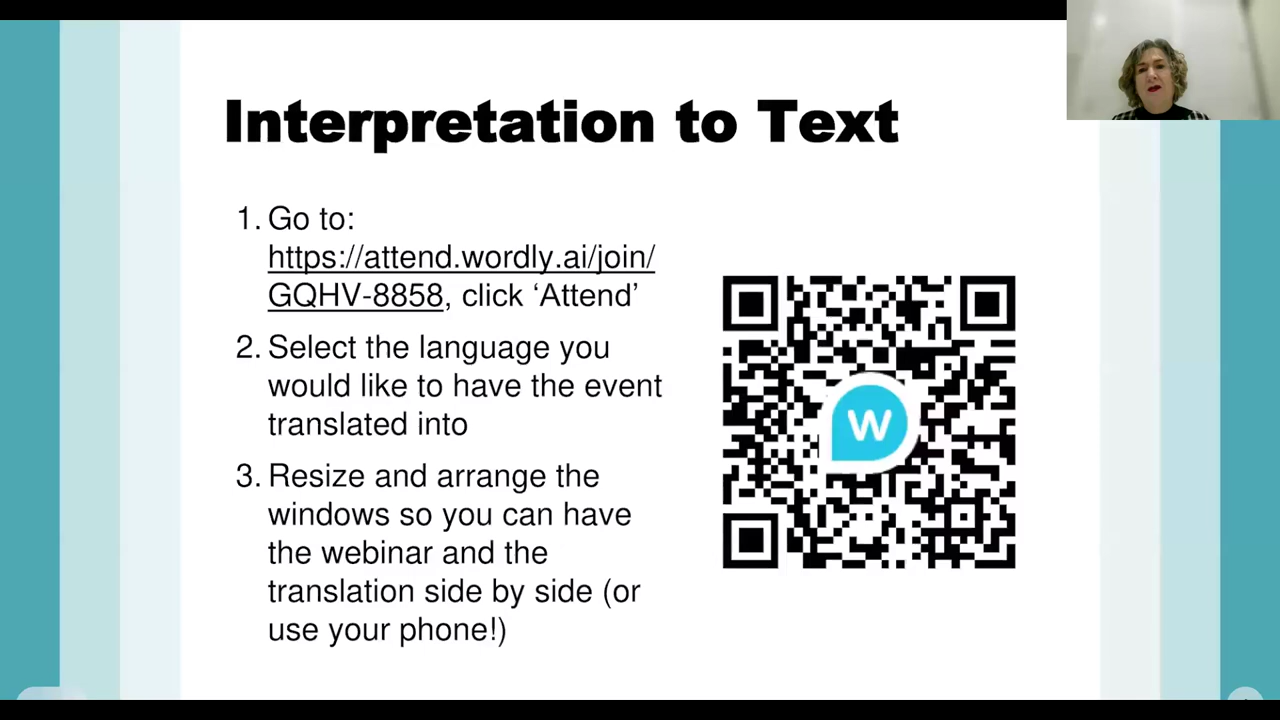 Interpretation to Text
1. Go to:
https://attend.wordly.ai/join/
GQHV-8858, click ‘Attend’
2. Select the language you
would like to have the event
translated into
3. Resize and arrange the
windows so you can have
the webinar and the
translation side by side (or
use your phone!)
W